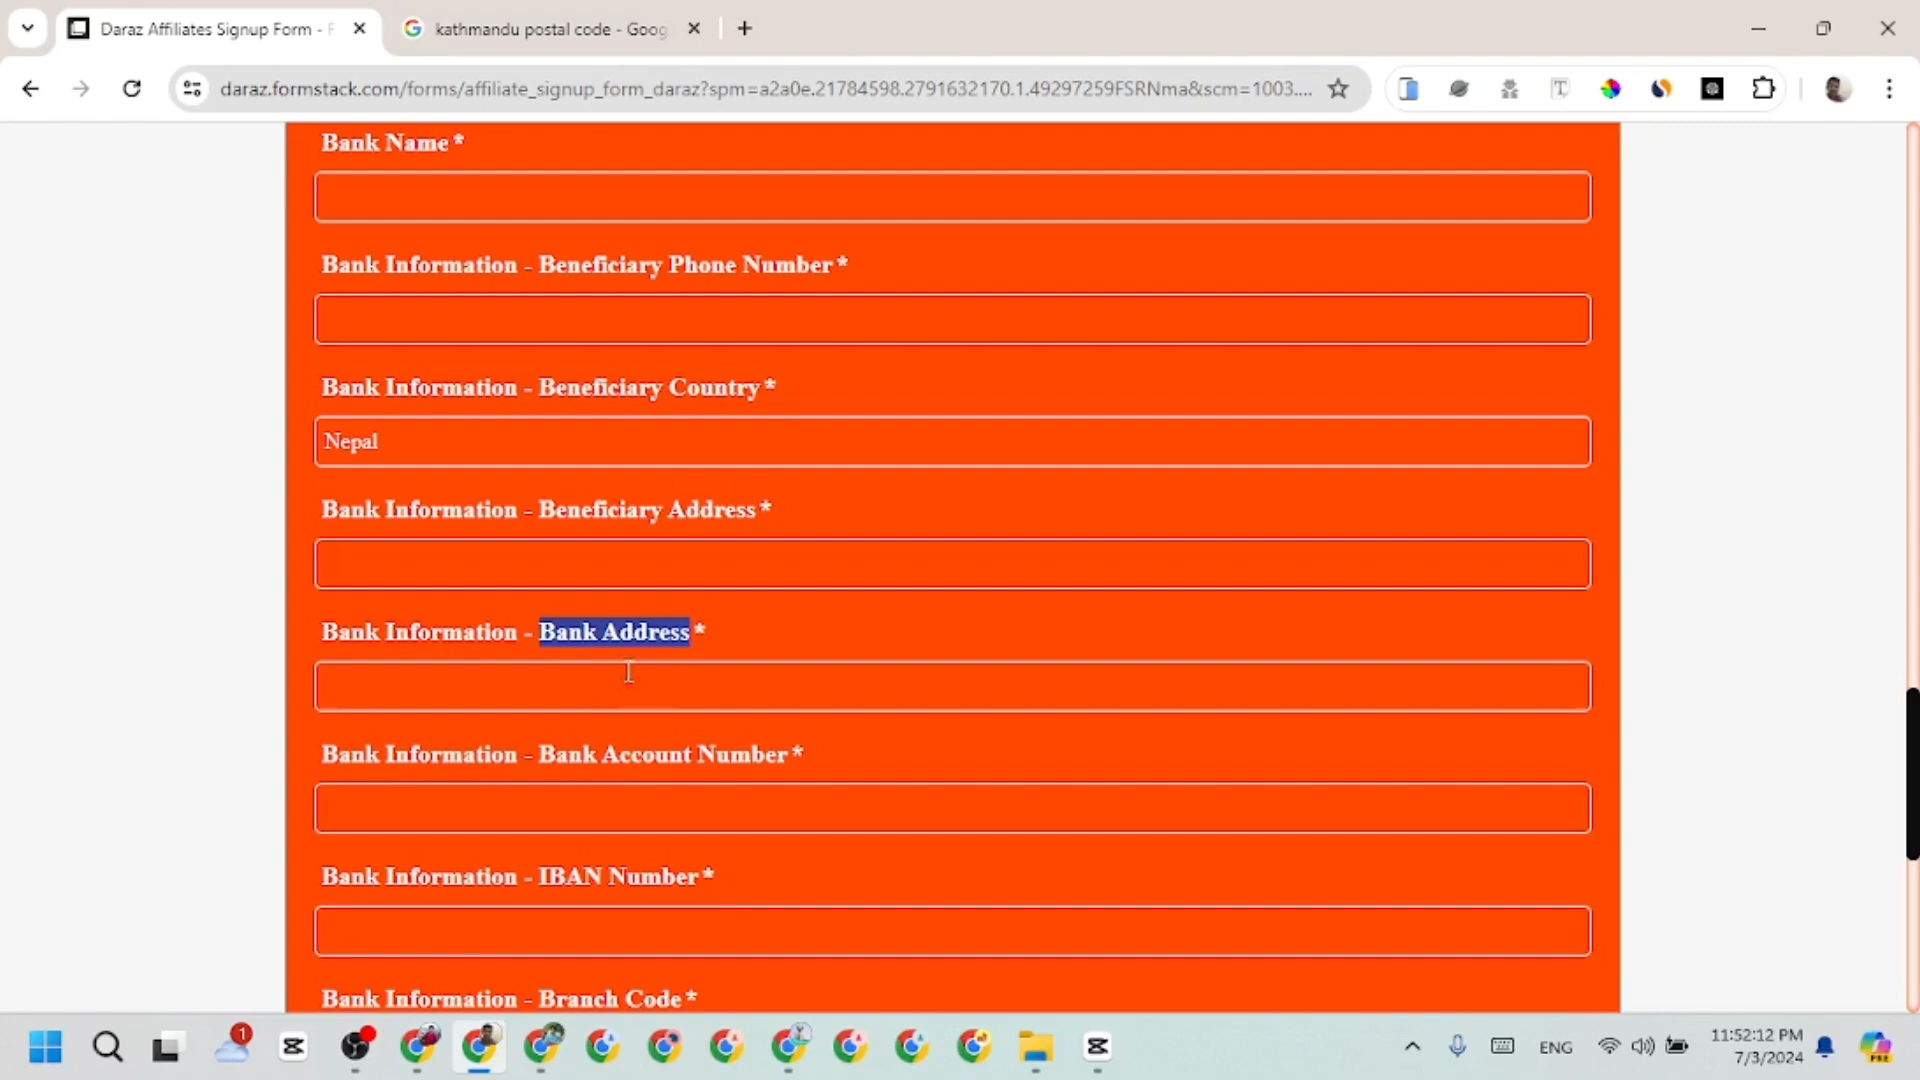 Daraz Affiliates Signup Form - F
kathmandu postal code - Goog
daraz.formstack.com/forms/affiliate_signup_form_daraz?spm=a2a0e.21784598.2791632170.1.49297259FSRNma&scm=1003....
Bank Name*
Bank Information - Beneficiary Phone Number*
Bank Information - Beneficiary Country*
Nepal
Bank Information - Beneficiary Address*
Bank Information - Bank Address*
Bank Information - Bank Account Number*
Bank Information - IBAN Number*
Bank Information - Branch Code*
1
ENG
11:52:12 PM
7/3/2024
PRE